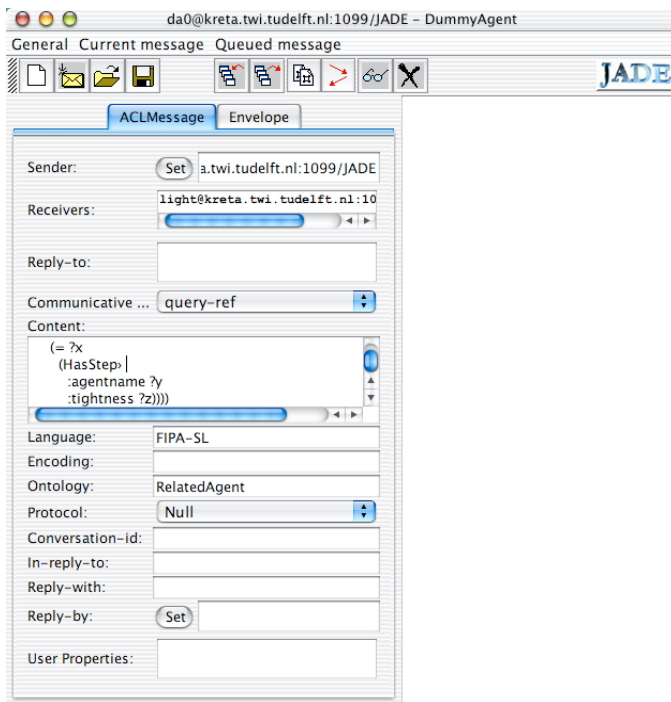 da0@kreta.twi.tudelft.nl:1099/JADE – DummyAgent
General Current message Queued message
JADE
ACLMessage Envelope
Sender: Set a.twi.tudelft.nl:1099/JADE
Receivers: light@kreta.twi.tudelft.nl:10
Reply-to:
Communicative ... query-ref
Content:
(= ?x
(HasStep›
:agentname ?y
:tightness ?z))))
Language: FIPA-SL
Encoding:
Ontology: RelatedAgent
Protocol: Null
Conversation-id:
In-reply-to:
Reply-with:
Reply-by: Set
User Properties: